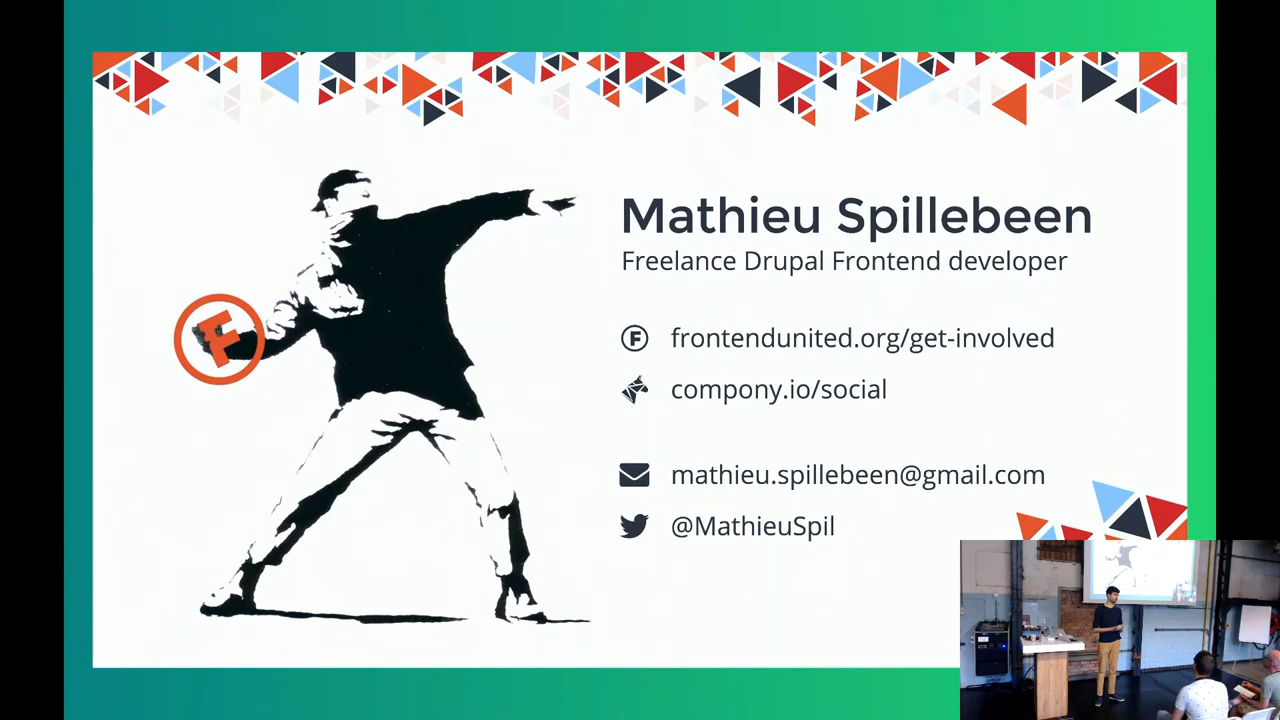 Mathieu Spillebeen
Freelance Drupal Frontend developer
F
F
frontendunited.org/get-involved
compony.io/social
mathieu.spillebeen@gmail.com
@MathieuSpil